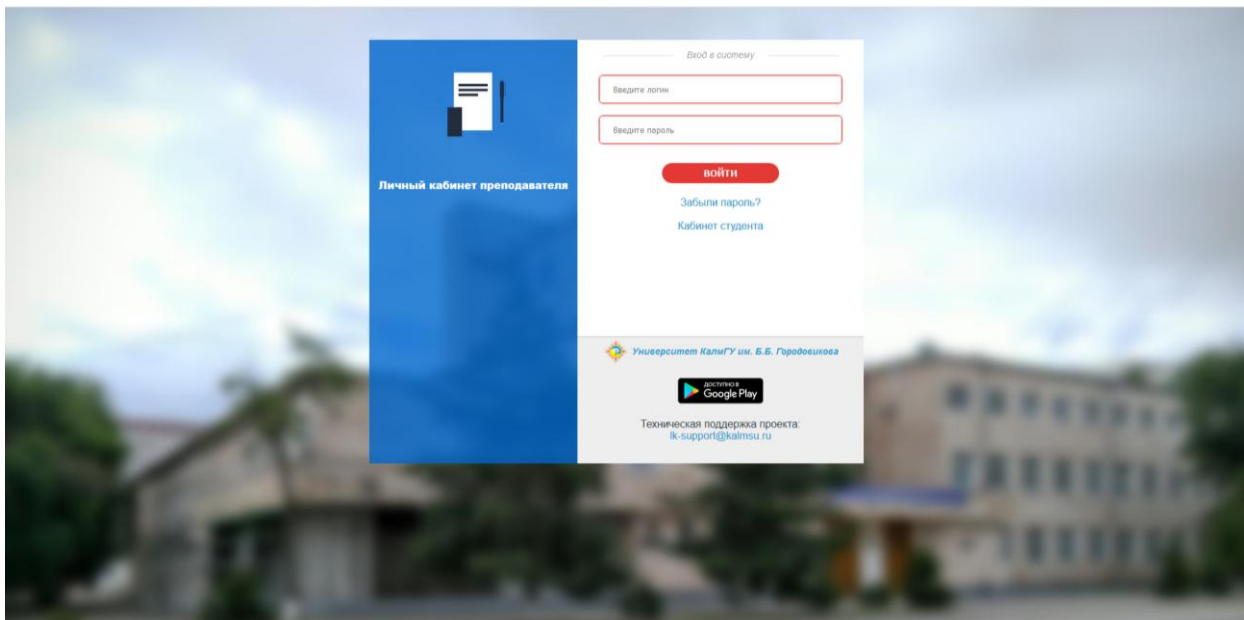 Вход в систему
Введите логин
Введите пароль
войти
Личный кабинет преподавателя
Забыли пароль?
Кабинет студента
Университет КалмГУ им. Б.Б. Городовикова
ДОСТУПНО В
Google Play
Техническая поддержка проекта:
lk-support@kalmsu.ru